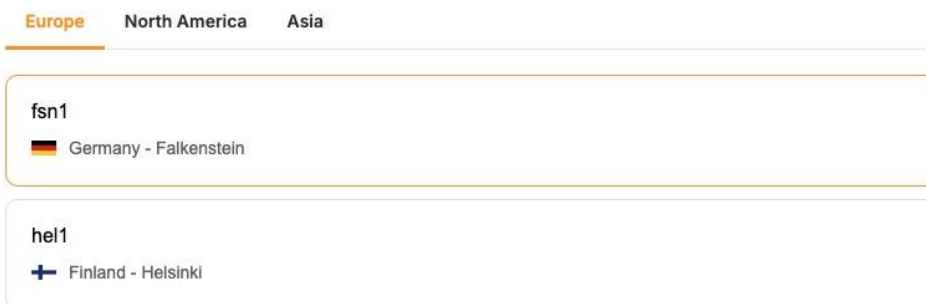 Europe North America Asia
fsn1
Germany - Falkenstein
hel1
Finland - Helsinki